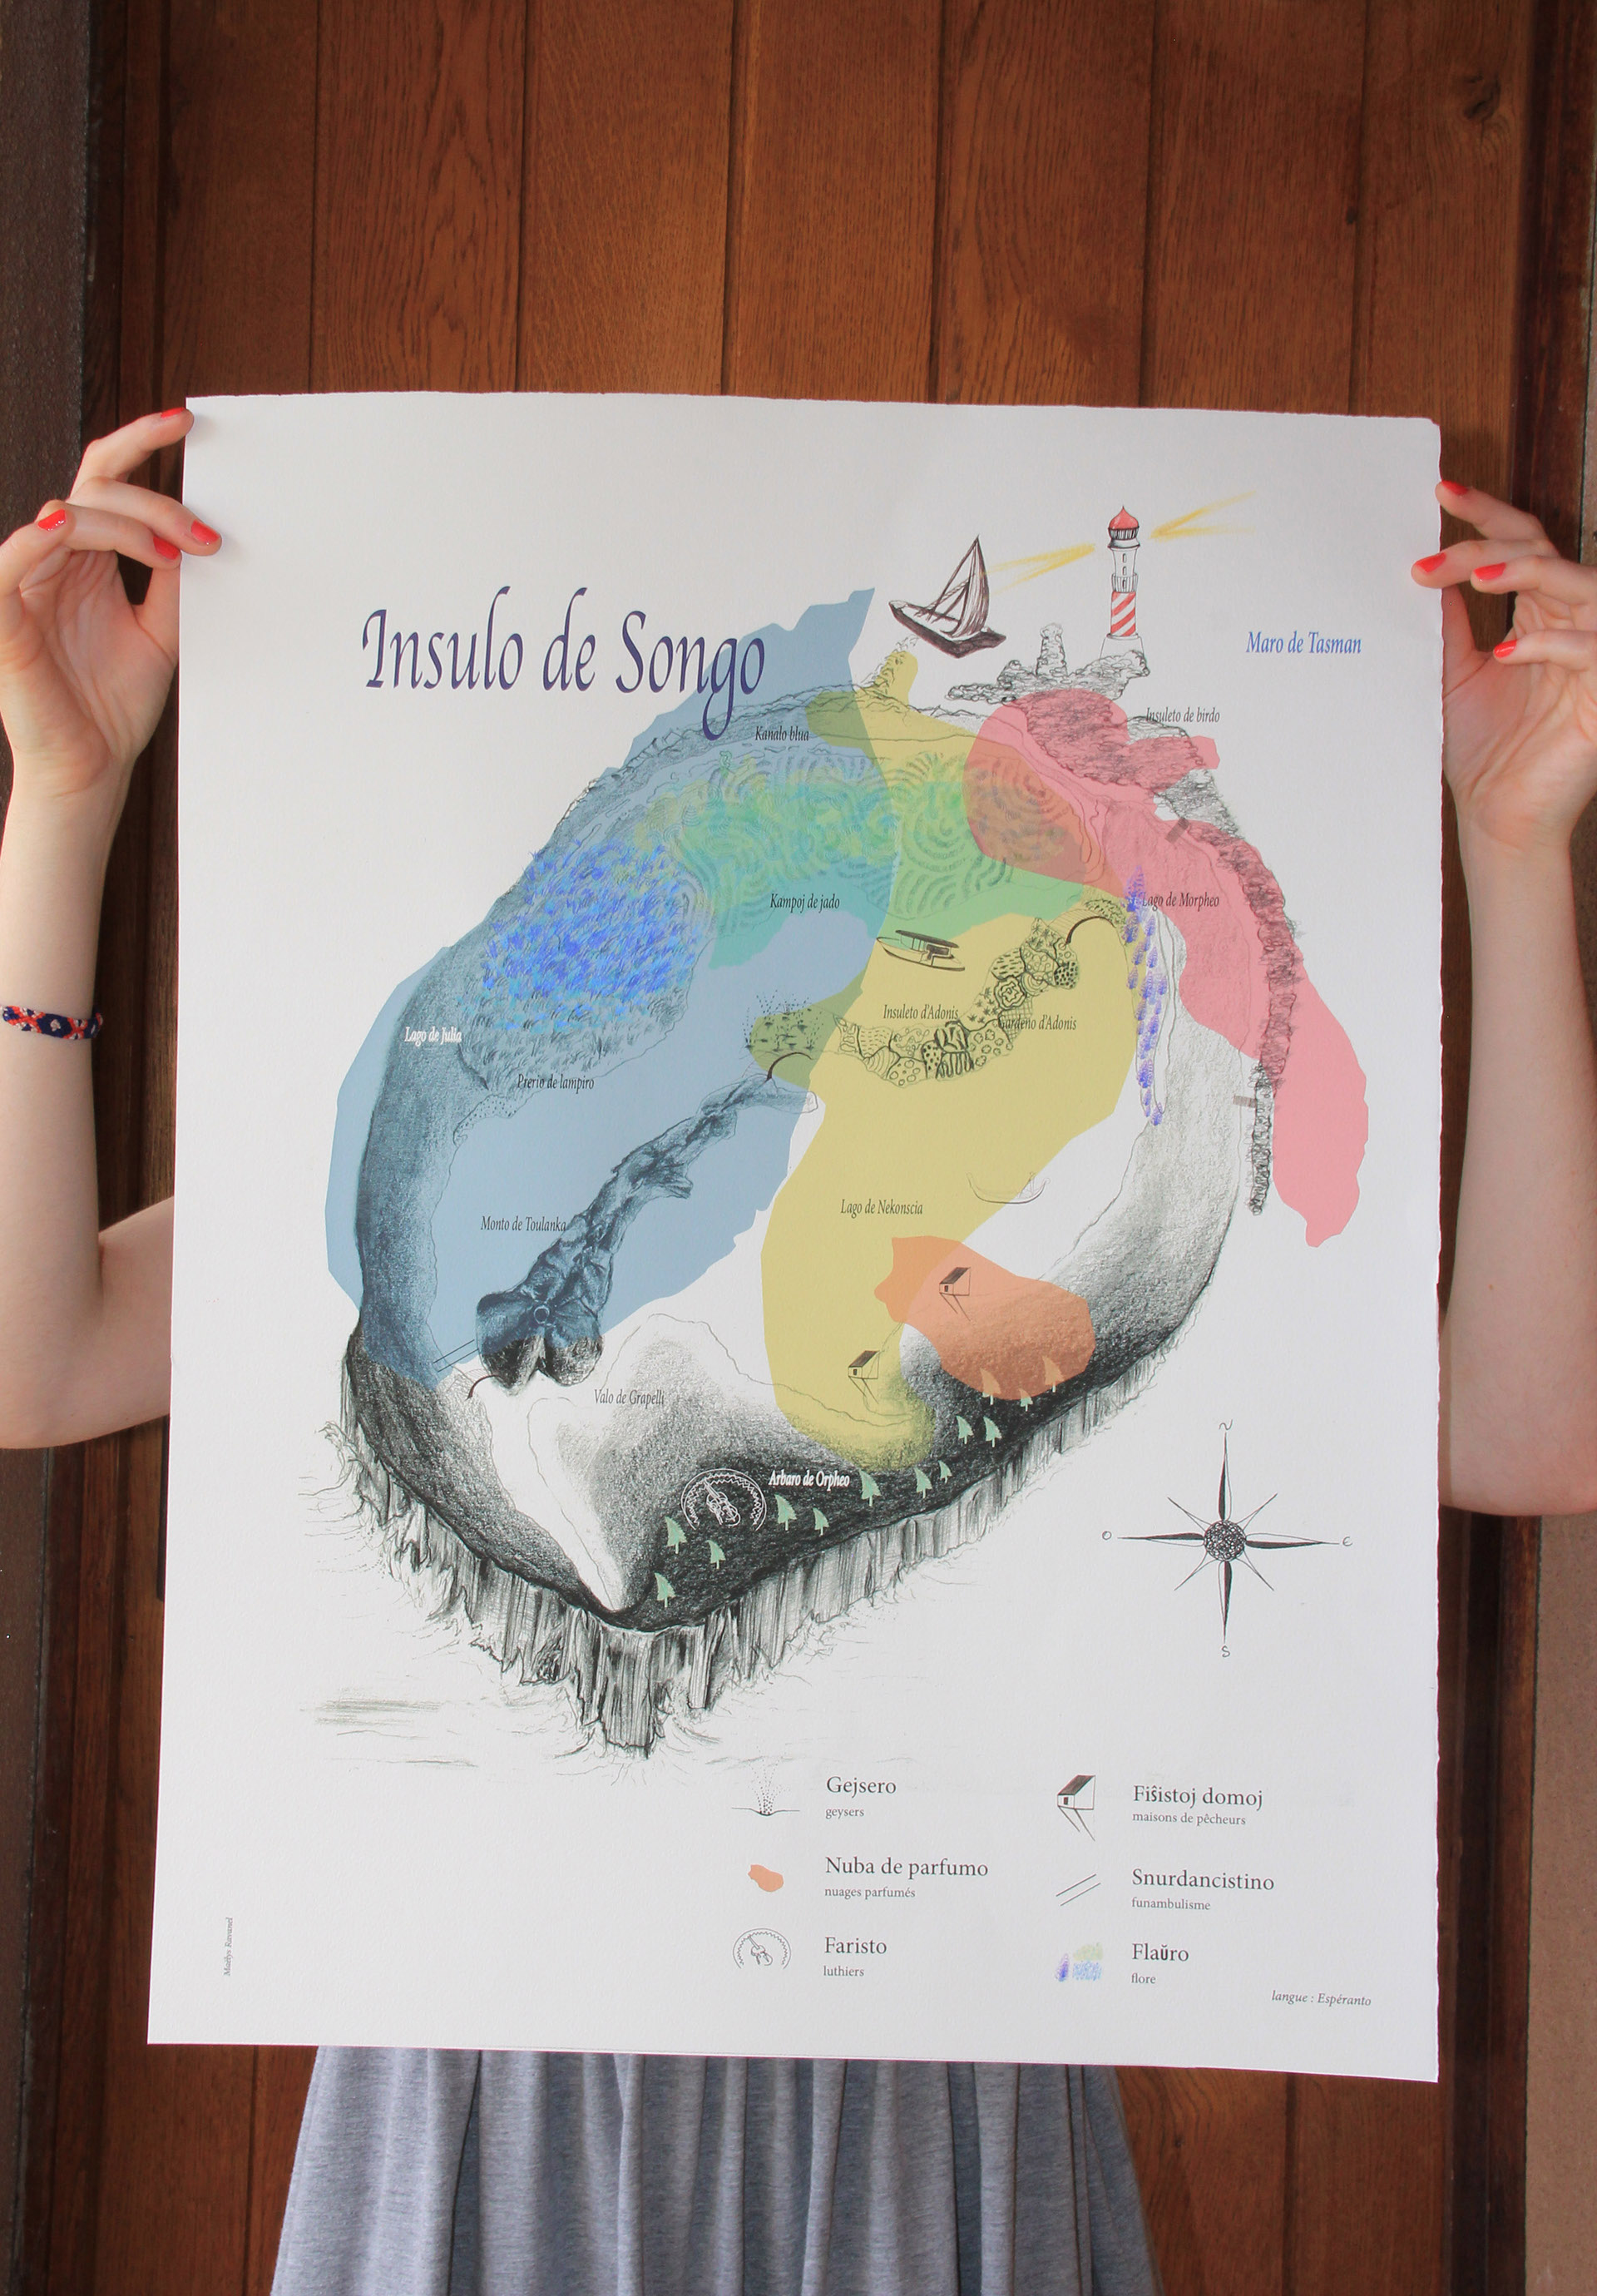 Insulo de Songo
Maro de Tasman
Insuleto de birdo
Kanalo blua
Kampoj de jado
Lago de Morpheo
Insuleto d'Adonis
Gardeno d'Adonis
Lago de Julia
Prerio de lampiro
Lago de Nekonscia
Monto de Toulanka
Valo de Grapelli
Arbaro de Orpheo
N
O
E
S
Gejsero
geysers
Fiŝistoj domoj
maisons de pêcheurs
Nuba de parfumo
nuages parfumés
Snurdancistino
funambulisme
Faristo
luthiers
Flaŭro
flore
langue : Espéranto
Maëlys Ravanel